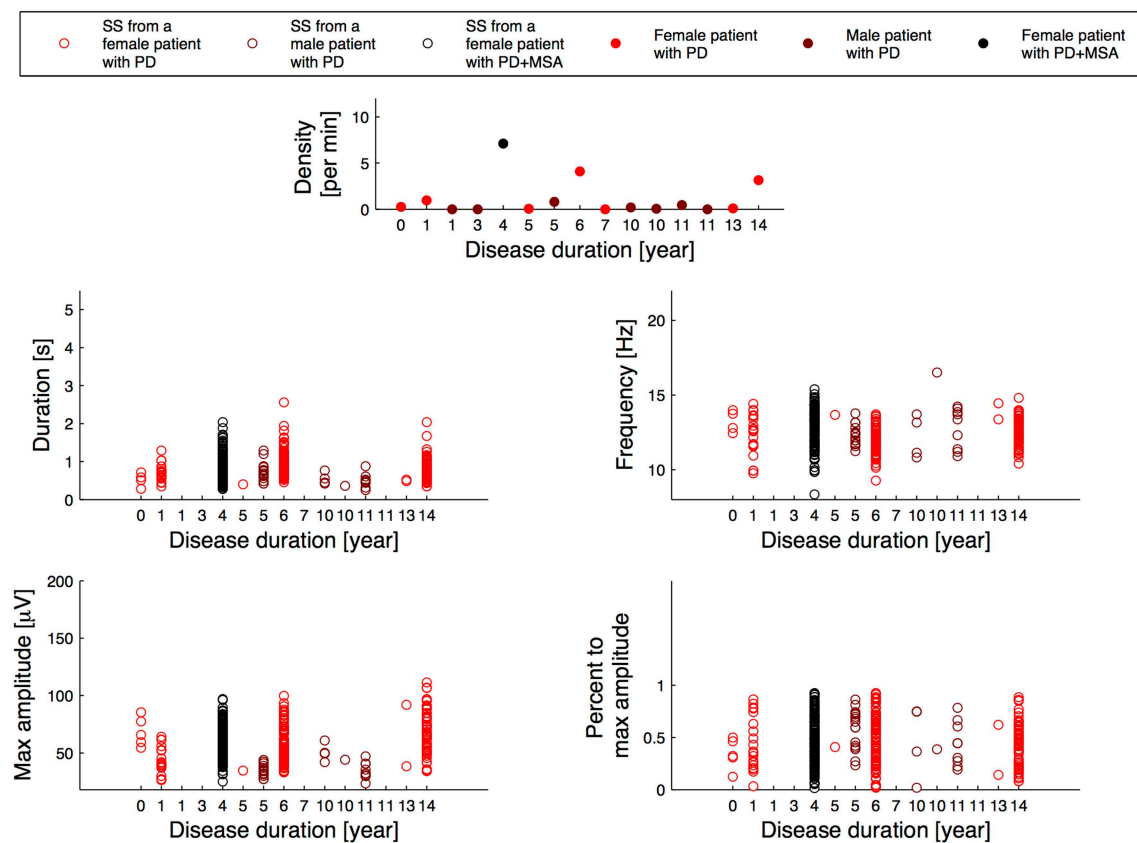 SS from a
female patient
with PD
SS from a
male patient
with PD
SS from a
female patient
with PD+MSA
Female patient
with PD
Male patient
with PD
Female patient
with PD+MSA
Density
[per min]
10
5
0
0 1 1 3 4 5 5 6 7 10 10 11 11 13 14
Disease duration [year]
Duration [s]
5
4
3
2
1
0
0 1 1 3 4 5 5 6 7 10 10 11 11 13 14
Disease duration [year]
Frequency [Hz]
20
15
10
0 1 1 3 4 5 5 6 7 10 10 11 11 13 14
Disease duration [year]
Max amplitude [µV]
200
150
100
50
0 1 1 3 4 5 5 6 7 10 10 11 11 13 14
Disease duration [year]
Percent to
max amplitude
1
0.5
0
0 1 1 3 4 5 5 6 7 10 10 11 11 13 14
Disease duration [year]